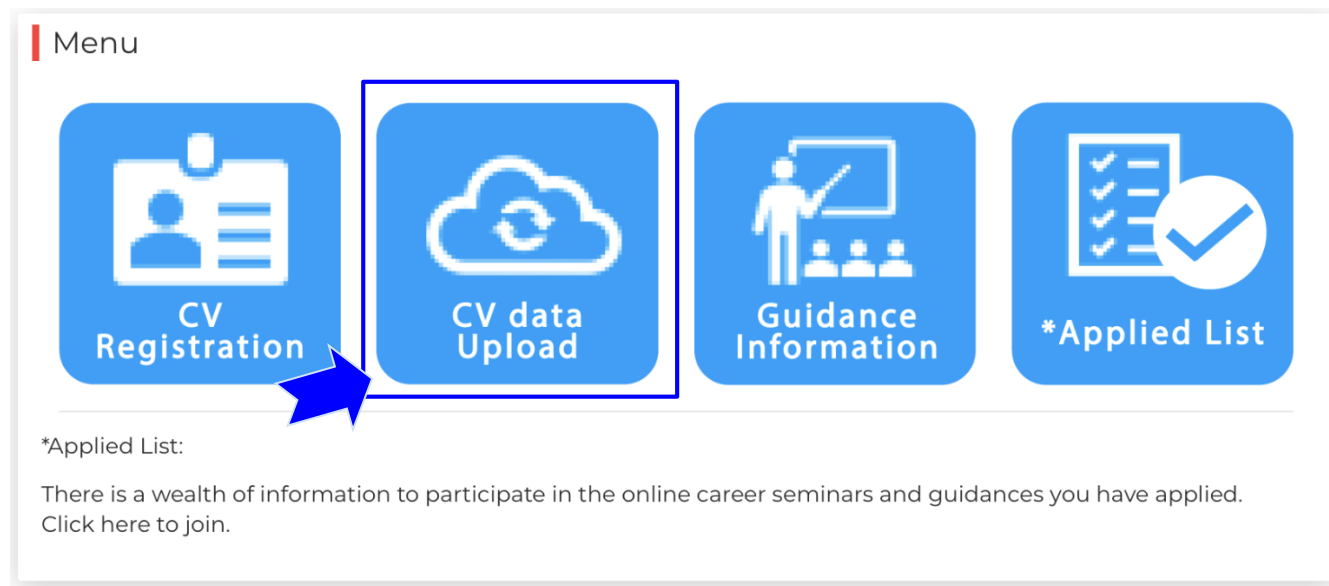 Menu
CV
Registration
CV data
Upload
Guidance
Information
*Applied List
*Applied List:
There is a wealth of information to participate in the online career seminars and guidances you have applied.
Click here to join.